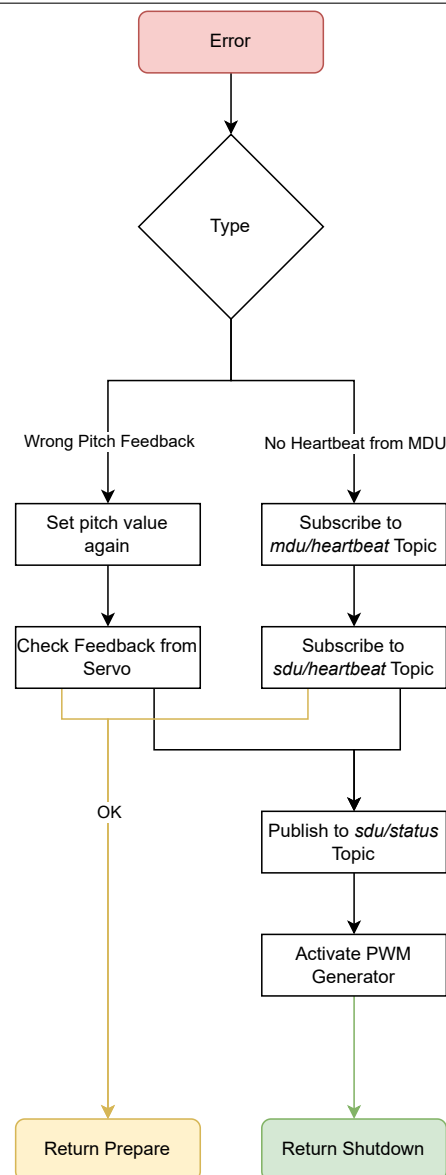 Error
Type
Wrong Pitch Feedback
No Heartbeat from MDU
Set pitch value
again
Subscribe to
mdu/heartbeat Topic
Check Feedback from
Servo
Subscribe to
sdu/heartbeat Topic
OK
Publish to sdu/status
Topic
Activate PWM
Generator
Return Prepare
Return Shutdown